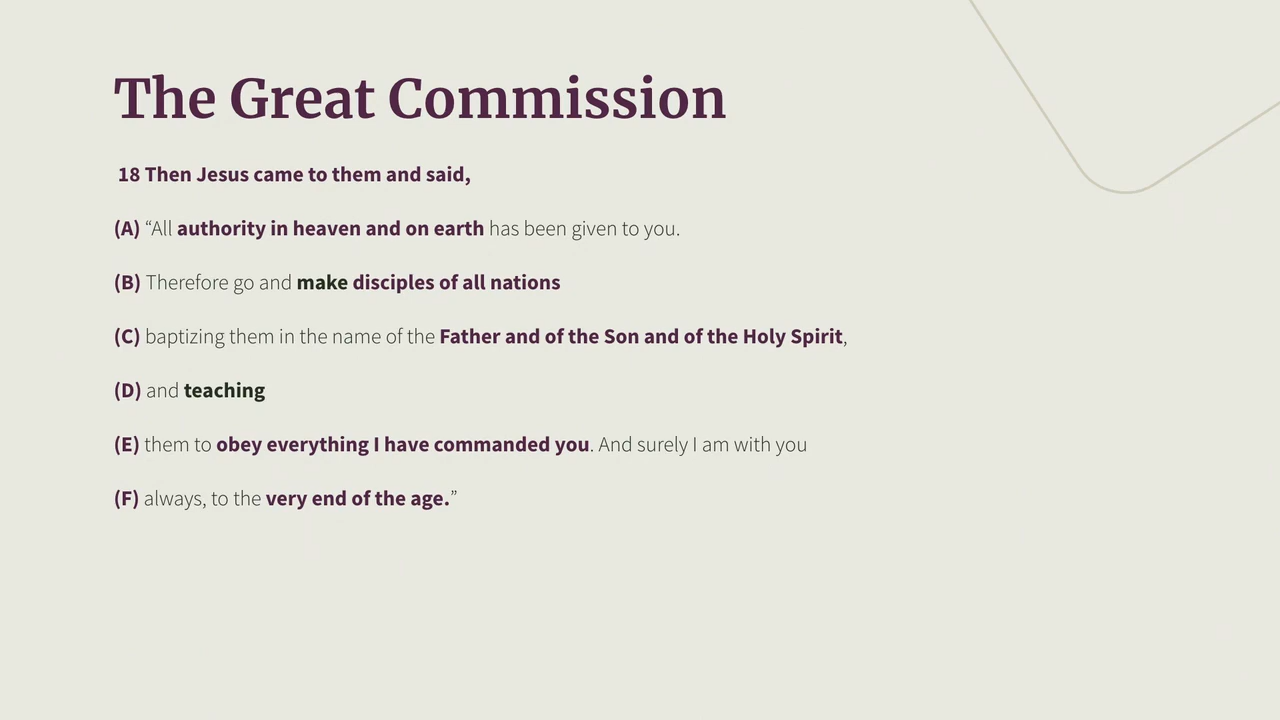 The Great Commission
18 Then Jesus came to them and said,
(A) “All authority in heaven and on earth has been given to you.
(B) Therefore go and make disciples of all nations
(C) baptizing them in the name of the Father and of the Son and of the Holy Spirit,
(D) and teaching
(E) them to obey everything I have commanded you. And surely I am with you
(F) always, to the very end of the age.”